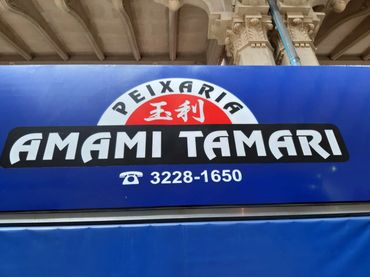 PEIXARIA
玉利
AMAMI TAMARI
☎ 3228-1650